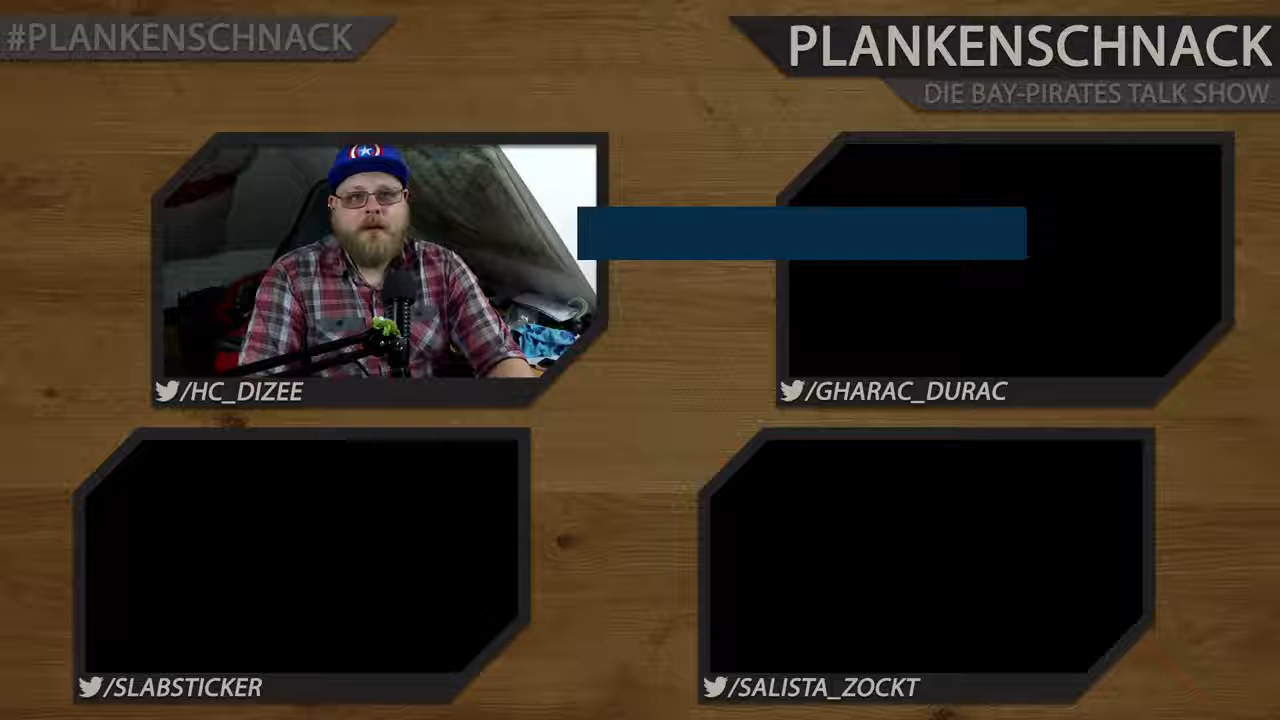 #PLANKENSCHNACK
PLANKENSCHNACK
DIE BAY-PIRATES TALK SHOW
/HC_DIZEE
/GHARAC_DURAC
/SLABSTICKER
/SALISTA_ZOCKT